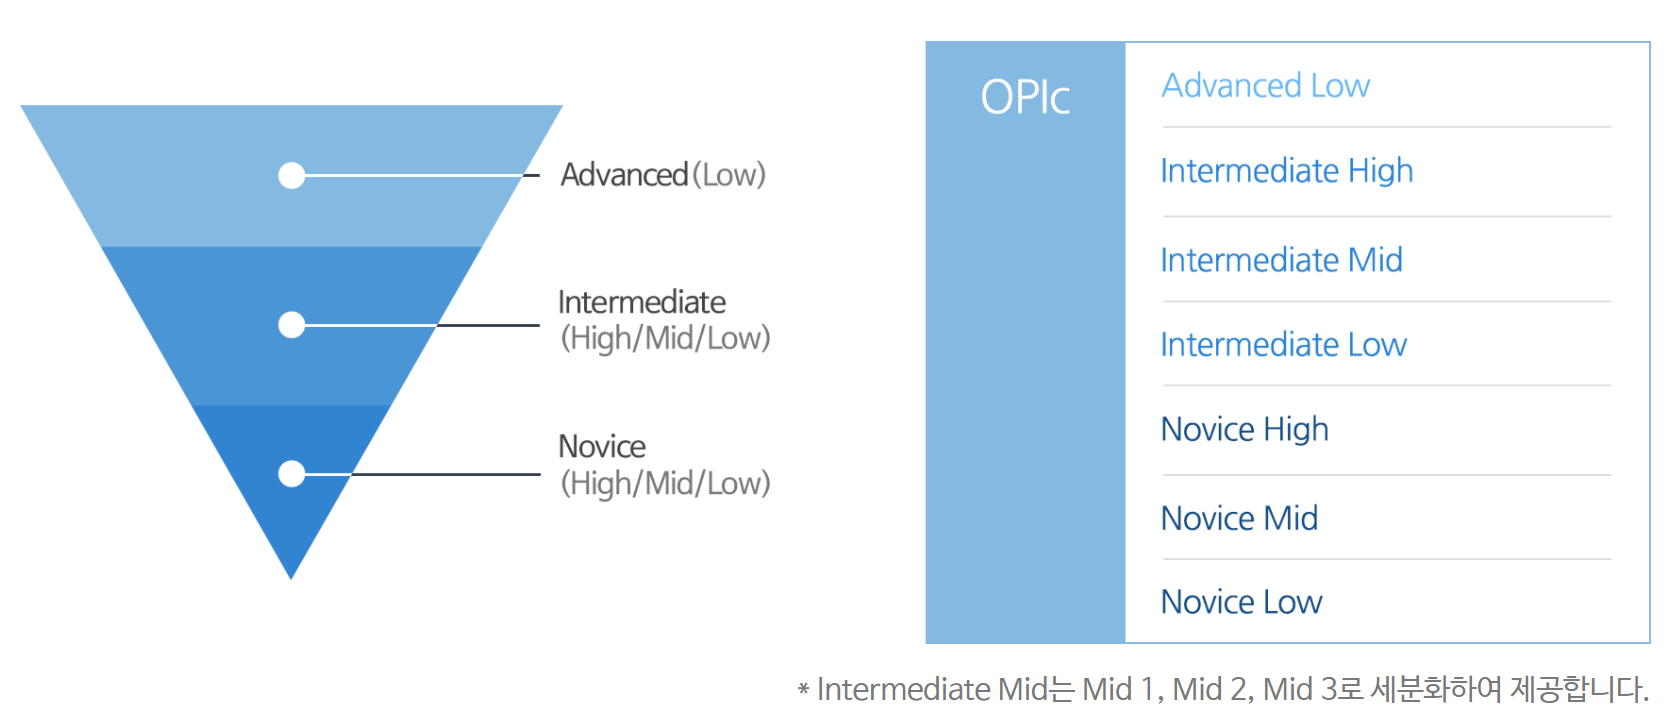 Advanced(Low)
Intermediate
(High/Mid/Low)
Novice
(High/Mid/Low)
OPIc
Advanced Low
Intermediate High
Intermediate Mid
Intermediate Low
Novice High
Novice Mid
Novice Low
* Intermediate Mid는 Mid 1, Mid 2, Mid 3로 세분화하여 제공합니다.